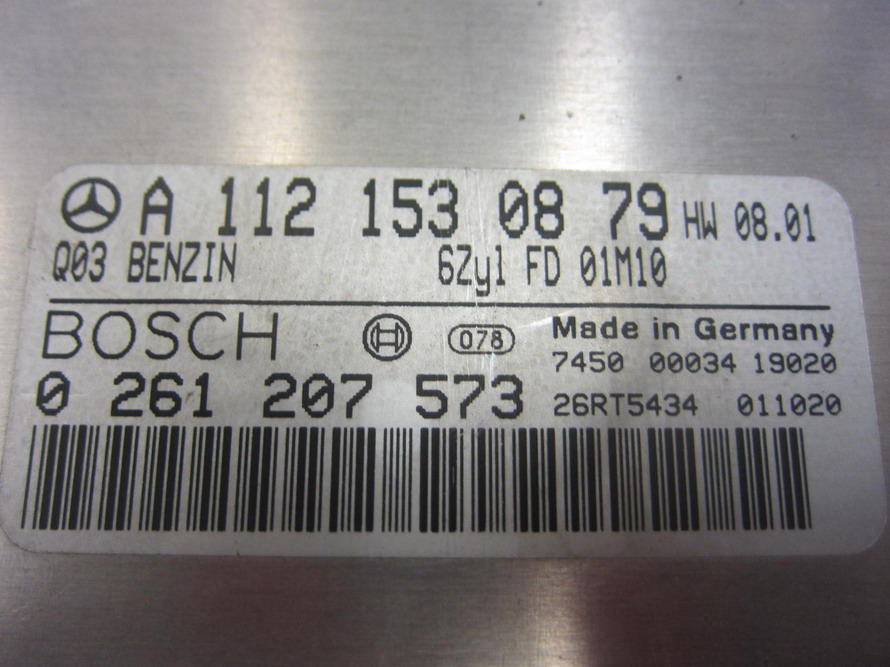 A 112 153 08 79 HW 08.01
Q03 BENZIN 6Zyl FD 01M10
BOSCH 078 Made in Germany
7450 00034 19020
0 261 207 573 26RT5434 011020